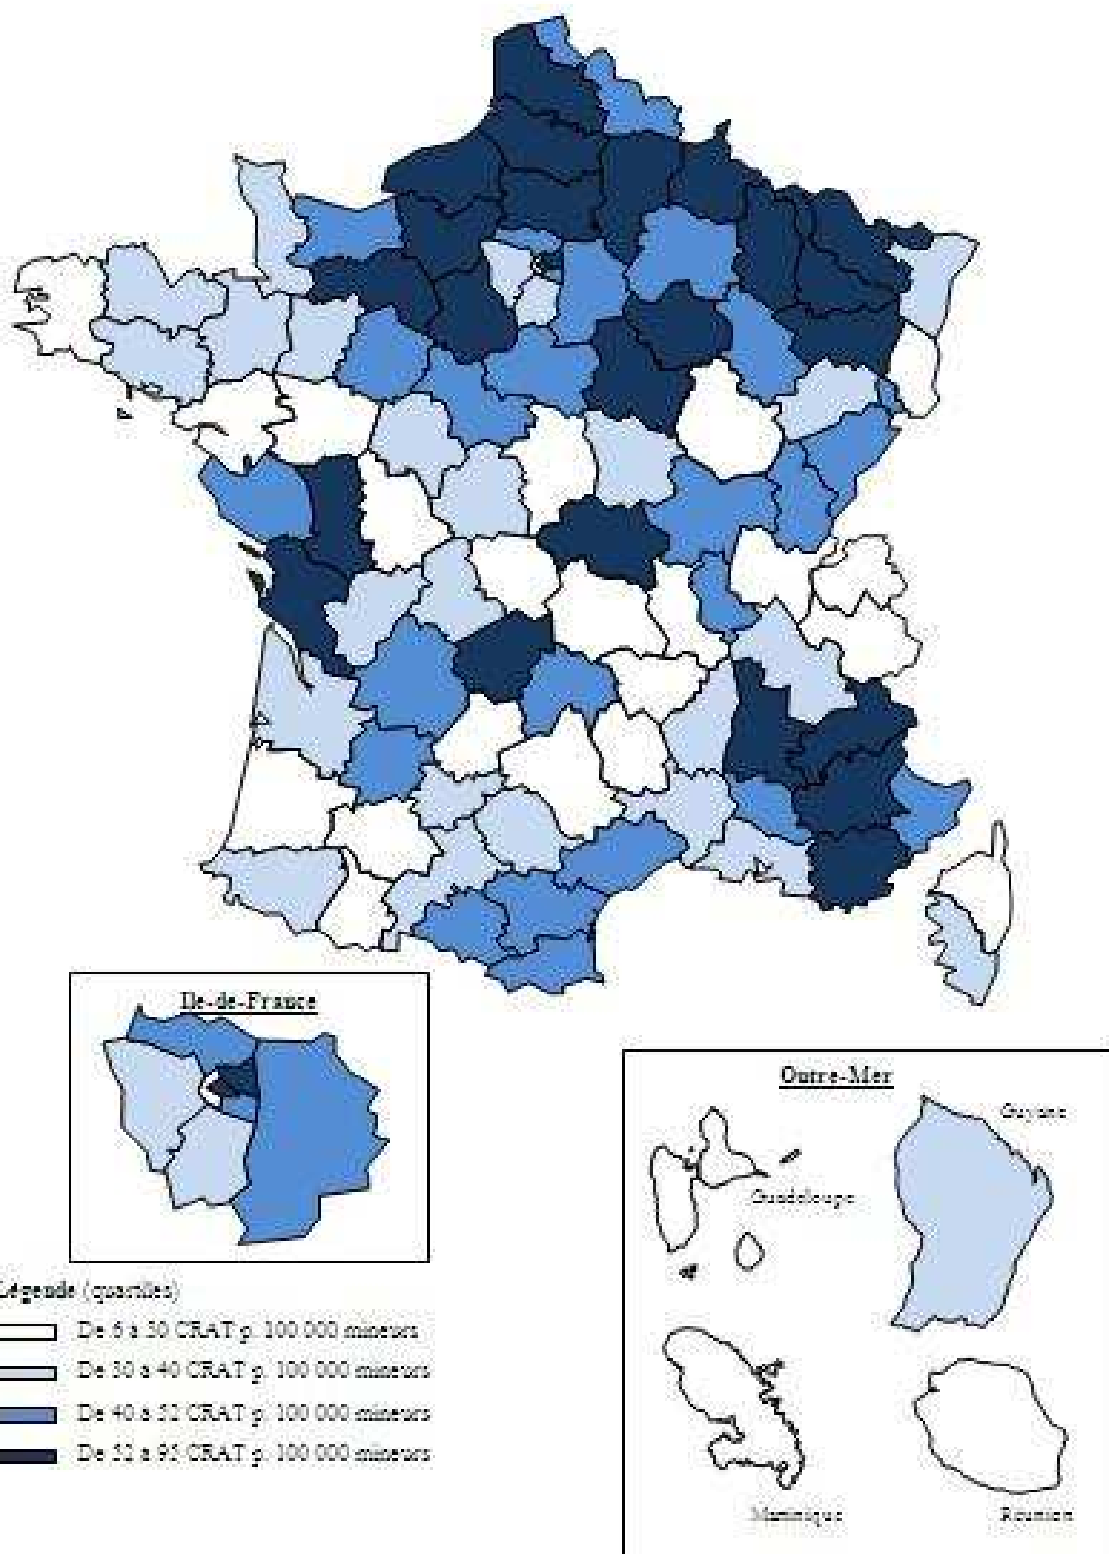 Ile-de-France
Outre-Mer
Guyane
Guadeloupe
Légende (quartiles)
De 6 à 30 CRAT p. 100 000 mineurs
De 30 à 40 CRAT p. 100 000 mineurs
De 40 à 52 CRAT p. 100 000 mineurs
De 52 à 95 CRAT p. 100 000 mineurs
Martinique
Réunion